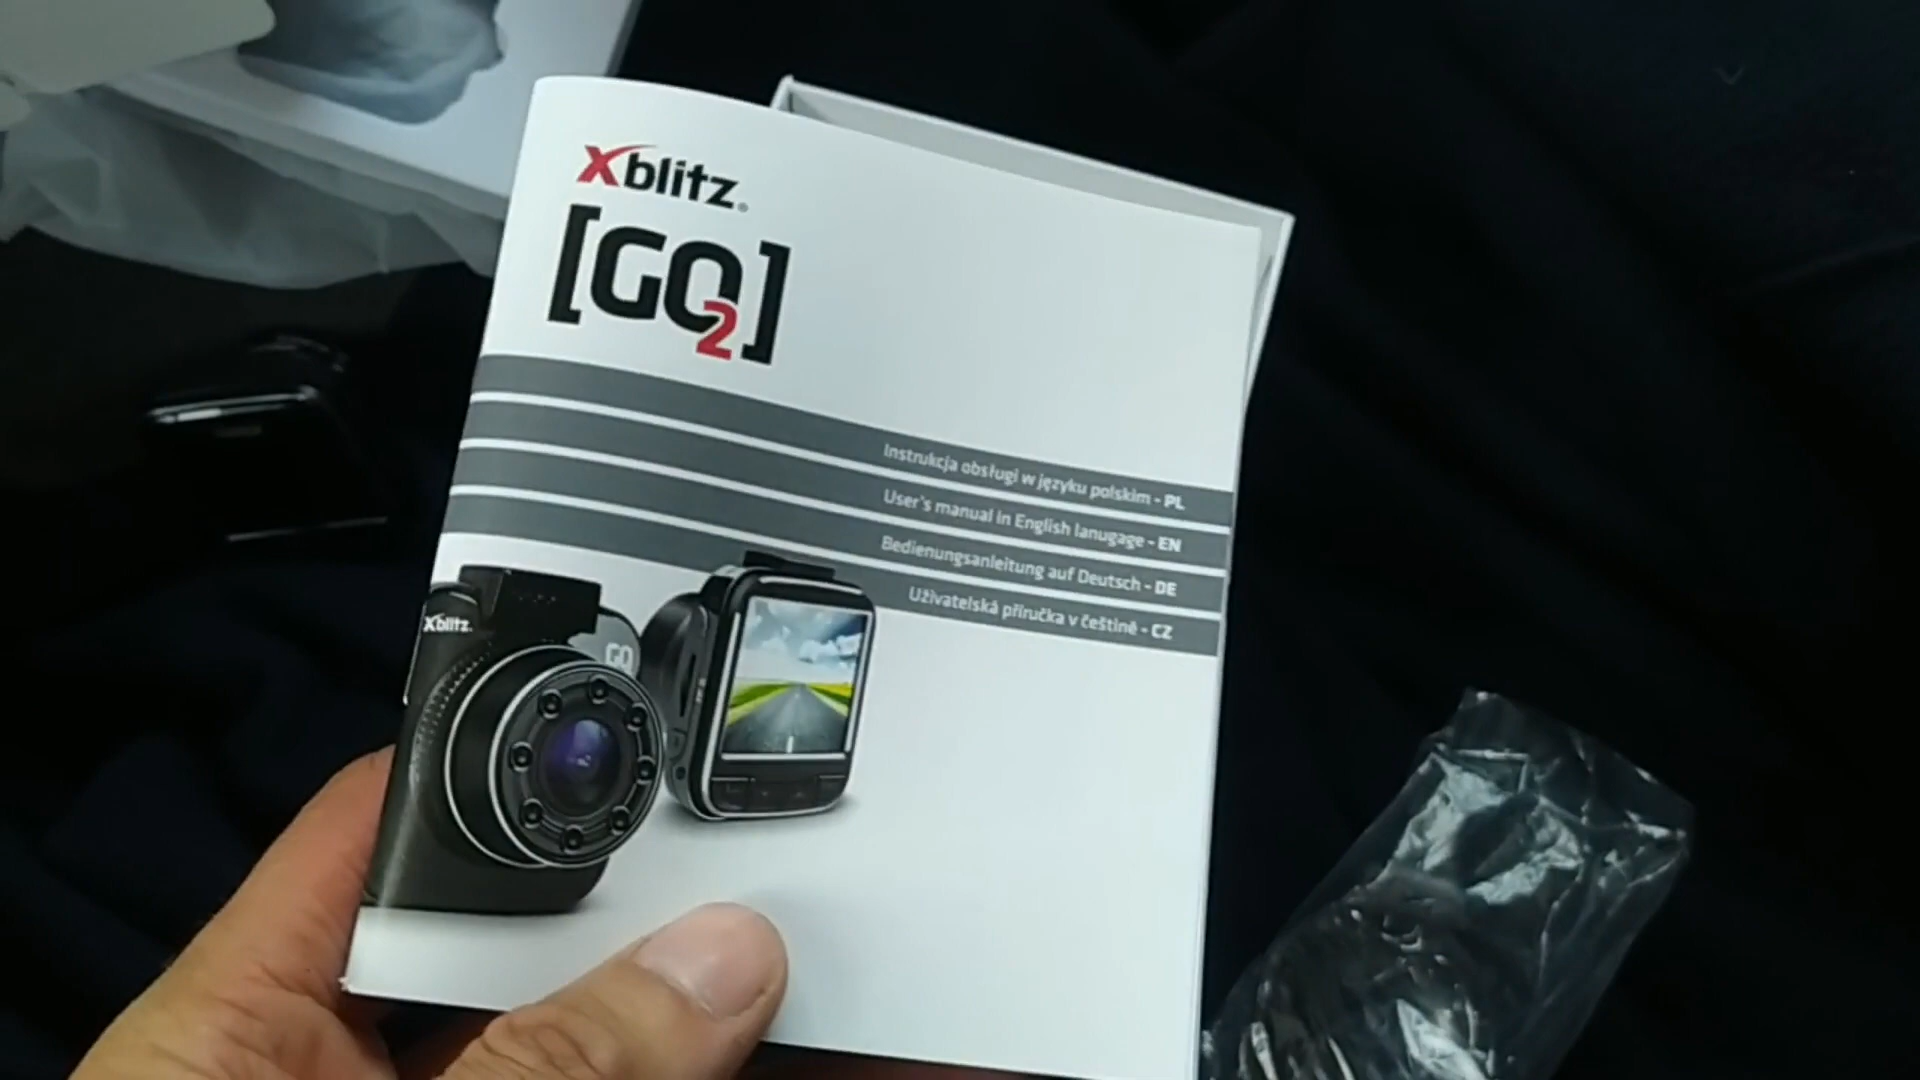 Xblitz®
[GO2]
Instrukcja obsługi w języku polskim - PL
User's manual in English lanugage - EN
Bedienungsanleitung auf Deutsch - DE
Uživatelská příručka v češtině - CZ
Xblitz.
GO